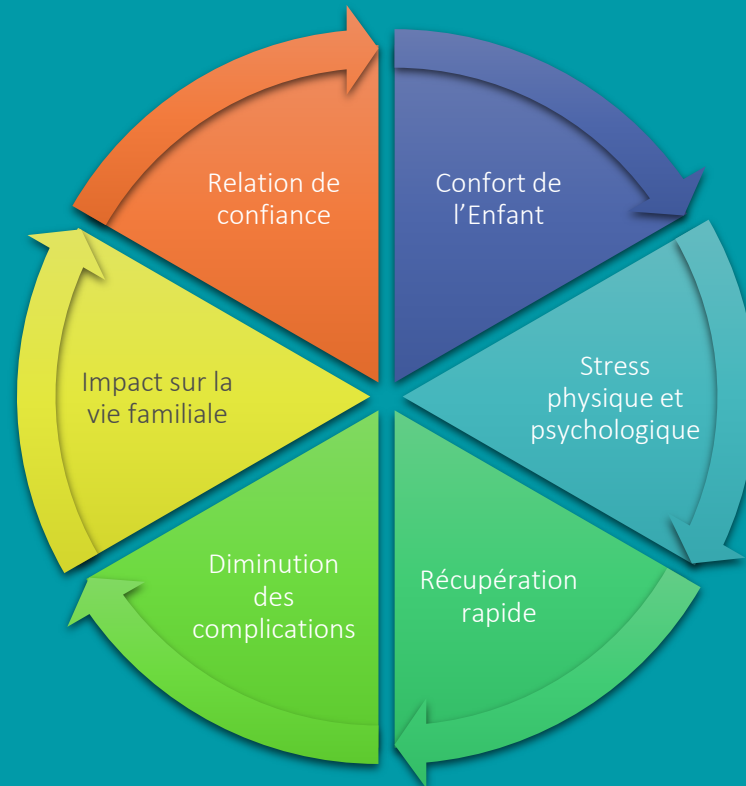 Relation de
confiance
Confort de
l'Enfant
Stress
physique et
psychologique
Récupération
rapide
Diminution
des
complications
Impact sur la
vie familiale